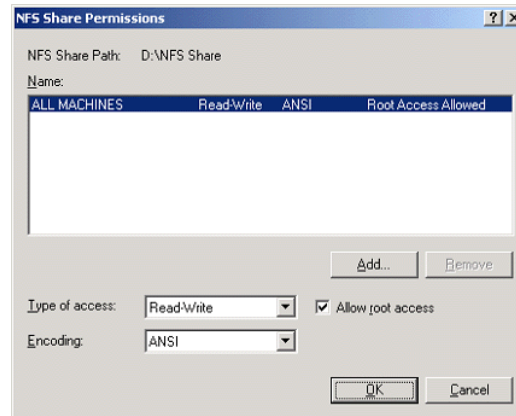 NFS Share Permissions
NFS Share Path: D:\NFS Share
Name:
ALL MACHINES Read-Write ANSI Root Access Allowed
Add... Remove
Type of access: Read-Write Allow root access
Encoding: ANSI
OK Cancel